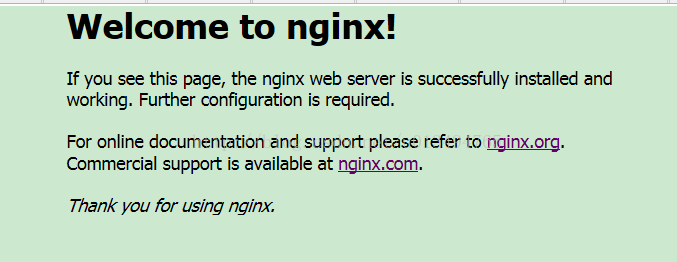 Welcome to nginx!
If you see this page, the nginx web server is successfully installed and
working. Further configuration is required.
For online documentation and support please refer to nginx.org.
Commercial support is available at nginx.com.
Thank you for using nginx.